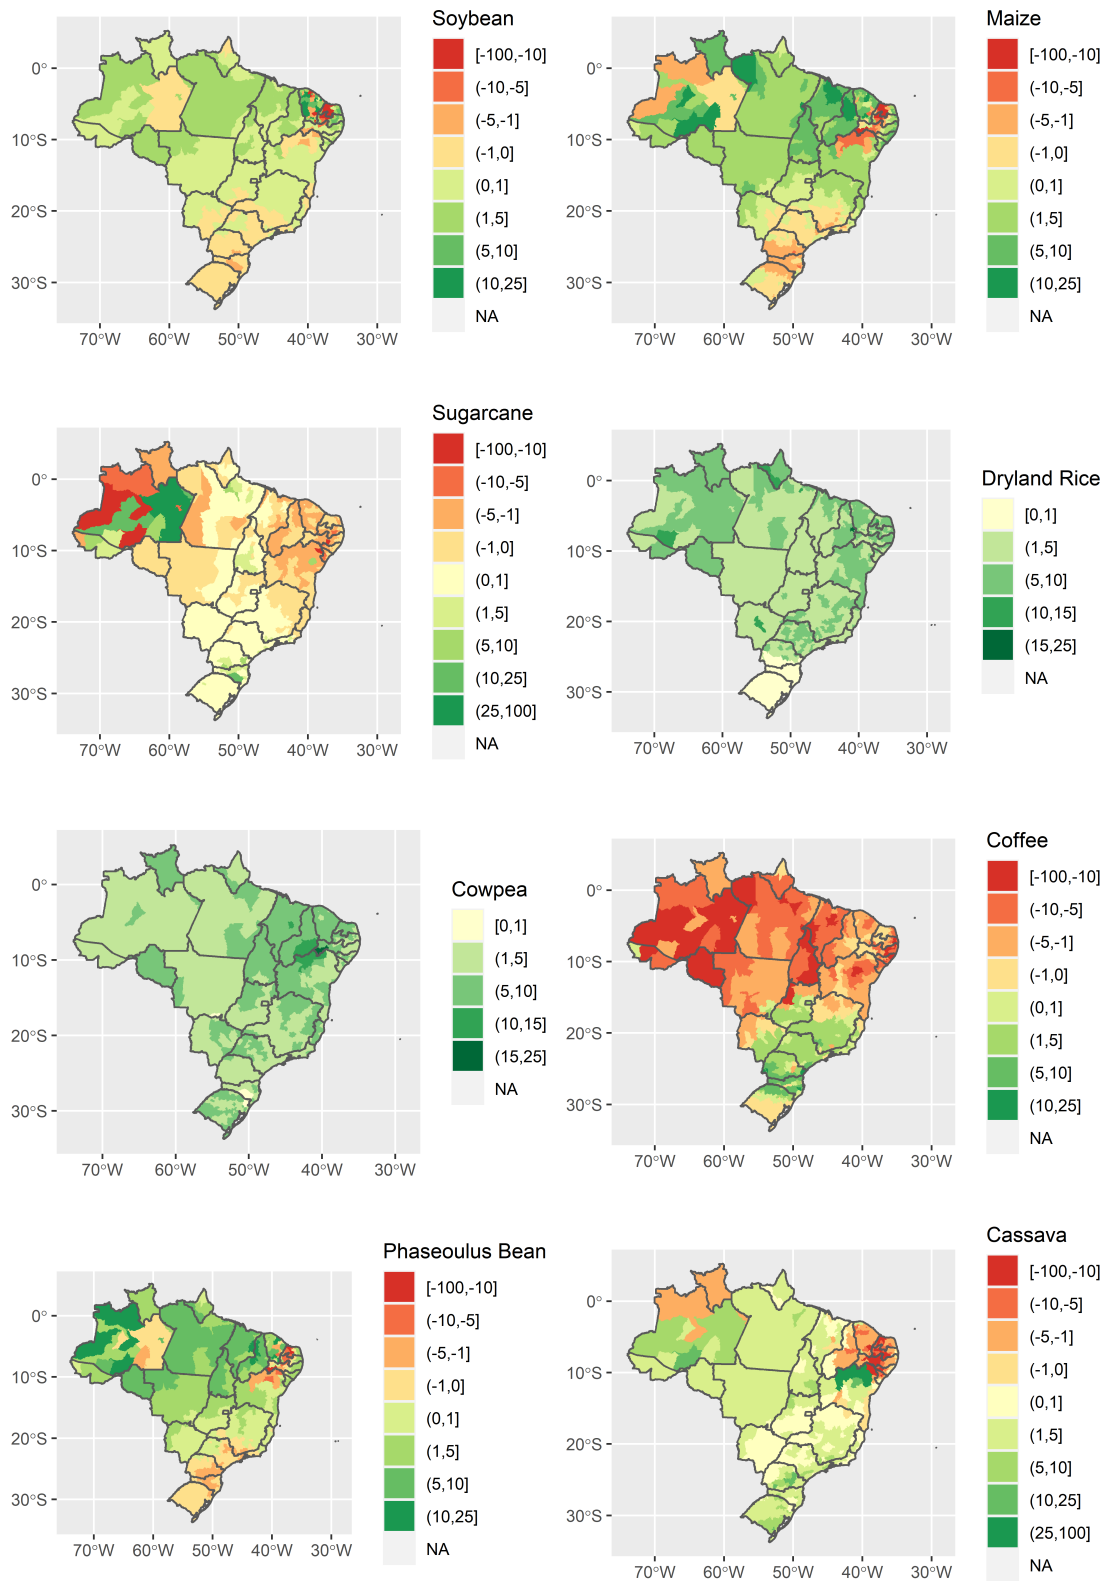 Soybean
[-100,-10]
(-10,-5]
(-5,-1]
(-1,0]
(0,1]
(1,5]
(5,10]
(10,25]
NA
0°
10°S
20°S
30°S
70°W 60°W 50°W 40°W 30°W
Maize
[-100,-10]
(-10,-5]
(-5,-1]
(-1,0]
(0,1]
(1,5]
(5,10]
(10,25]
NA
0°
10°S
20°S
30°S
70°W 60°W 50°W 40°W 30°W
Sugarcane
[-100,-10]
(-10,-5]
(-5,-1]
(-1,0]
(0,1]
(1,5]
(5,10]
(10,25]
(25,100]
NA
0°
10°S
20°S
30°S
70°W 60°W 50°W 40°W 30°W
Dryland Rice
[0,1]
(1,5]
(5,10]
(10,15]
(15,25]
NA
0°
10°S
20°S
30°S
70°W 60°W 50°W 40°W 30°W
Cowpea
[0,1]
(1,5]
(5,10]
(10,15]
(15,25]
NA
0°
10°S
20°S
30°S
70°W 60°W 50°W 40°W 30°W
Coffee
[-100,-10]
(-10,-5]
(-5,-1]
(-1,0]
(0,1]
(1,5]
(5,10]
(10,25]
NA
0°
10°S
20°S
30°S
70°W 60°W 50°W 40°W 30°W
Phaseoulus Bean
[-100,-10]
(-10,-5]
(-5,-1]
(-1,0]
(0,1]
(1,5]
(5,10]
(10,25]
NA
0°
10°S
20°S
30°S
70°W 60°W 50°W 40°W 30°W
Cassava
[-100,-10]
(-10,-5]
(-5,-1]
(-1,0]
(0,1]
(1,5]
(5,10]
(10,25]
(25,100]
NA
0°
10°S
20°S
30°S
70°W 60°W 50°W 40°W 30°W